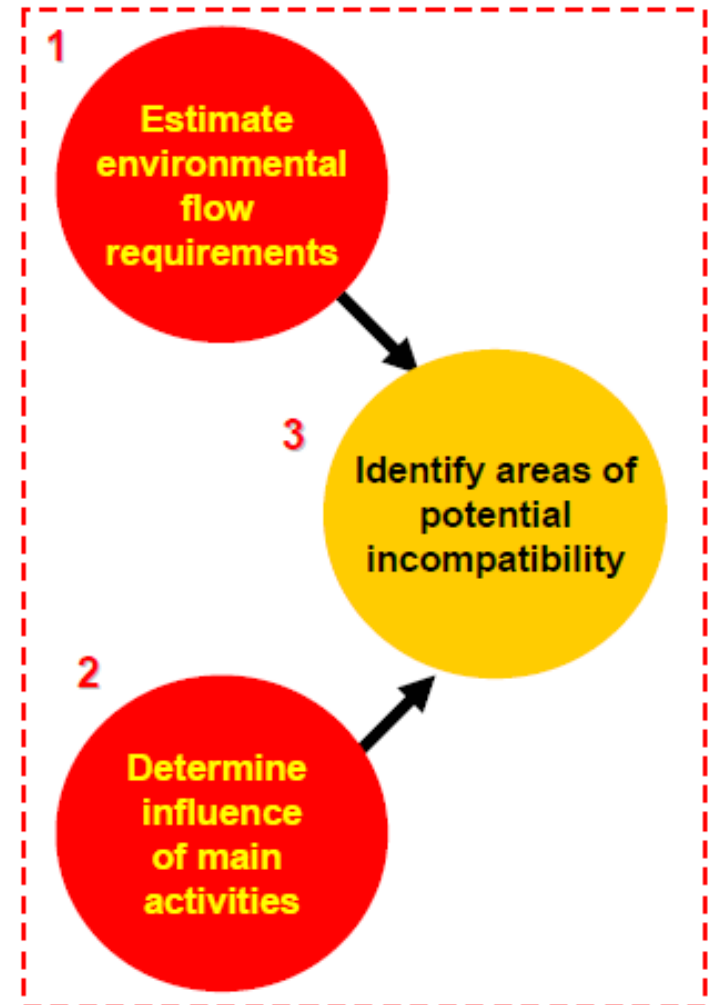 1
Estimate
environmental
flow
requirements
3
Identify areas of
potential
incompatibility
2
Determine
influence
of main
activities